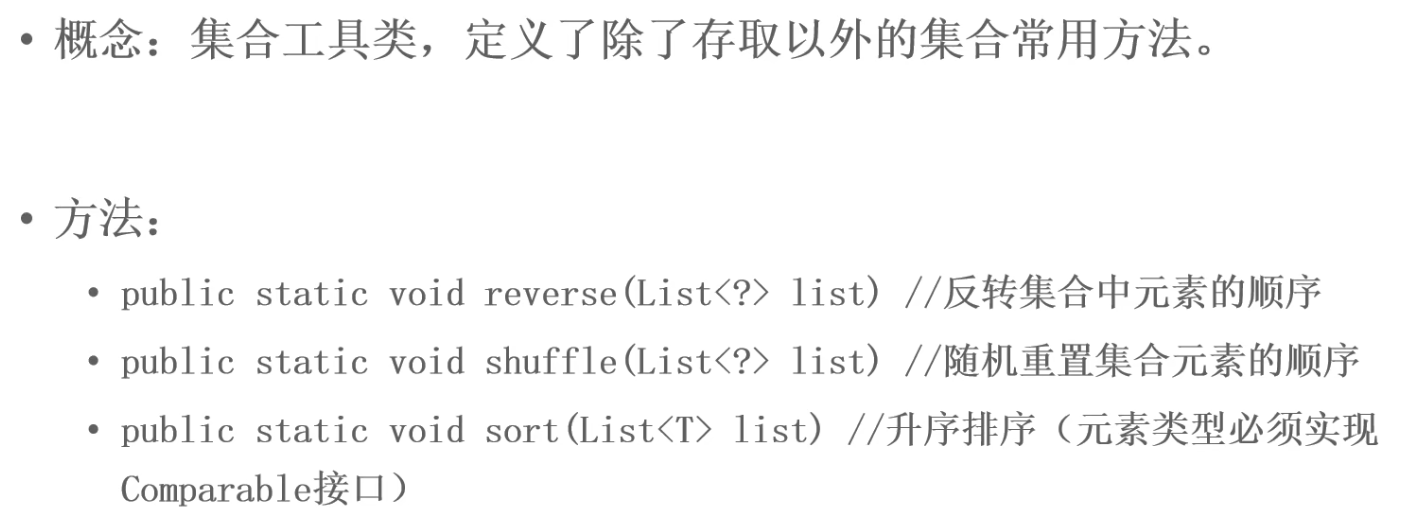 • 概念：集合工具类，定义了除了存取以外的集合常用方法。
• 方法：
• public static void reverse(List<?> list) //反转集合中元素的顺序
• public static void shuffle(List<?> list) //随机重置集合元素的顺序
• public static void sort(List<T> list) //升序排序（元素类型必须实现
Comparable接口）